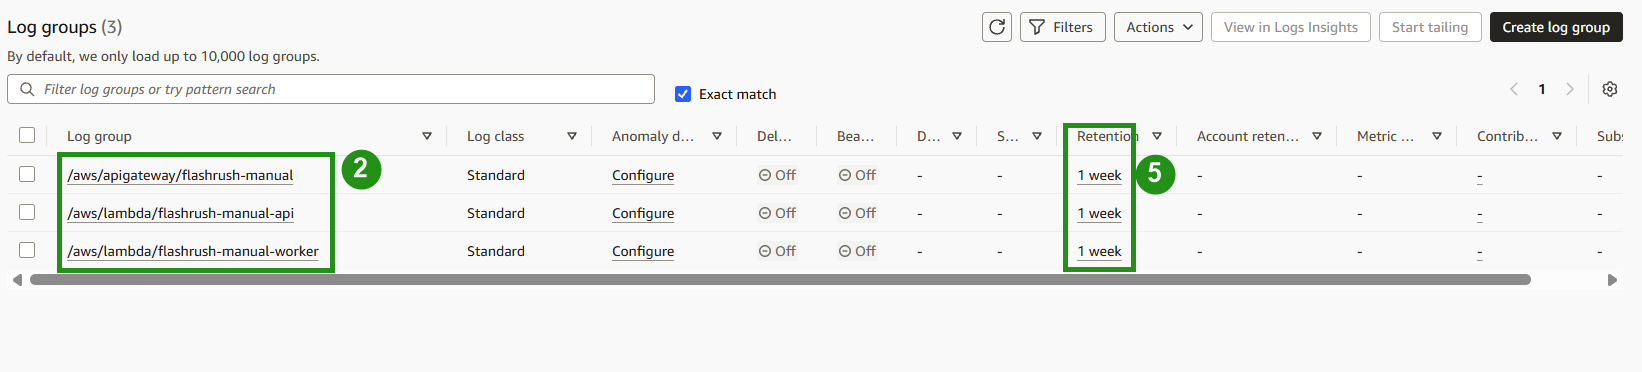 Log groups (3)
Filters
Actions
View in Logs Insights
Start tailing
Create log group
By default, we only load up to 10,000 log groups.
Filter log groups or try pattern search
Exact match
1
Log group
Log class
Anomaly d...
Del...
Bea...
D...
S...
Retention
Account reten...
Metric ...
Contrib...
Subs
/aws/apigateway/flashrush-manual
2
Standard
Configure
Off
Off
-
-
1 week
5
-
-
-
-
/aws/lambda/flashrush-manual-api
Standard
Configure
Off
Off
-
-
1 week
-
-
-
-
/aws/lambda/flashrush-manual-worker
Standard
Configure
Off
Off
-
-
1 week
-
-
-
-